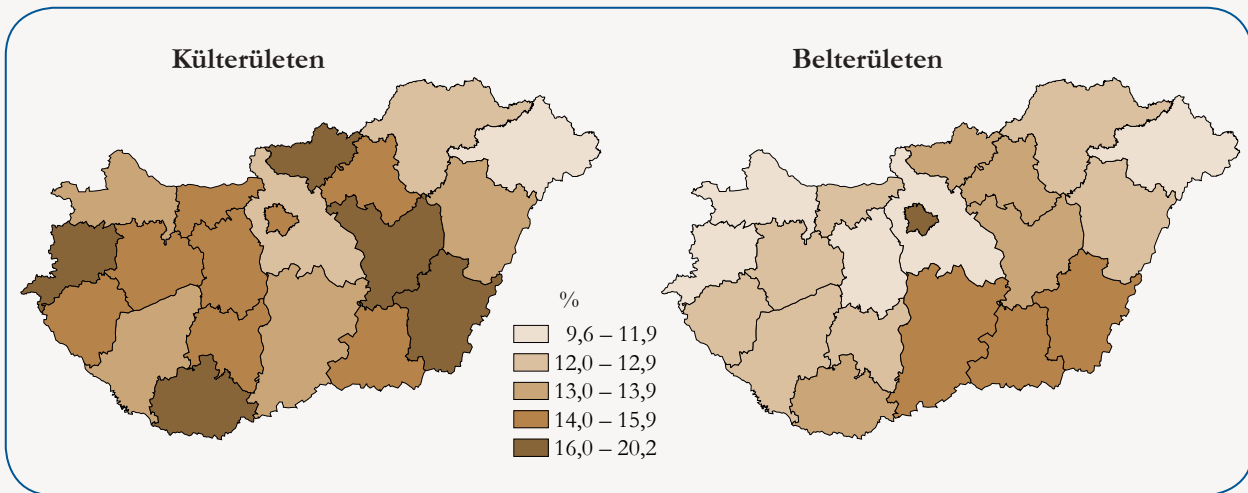 Külterületen
Belterületen
%
9,6 – 11,9
12,0 – 12,9
13,0 – 13,9
14,0 – 15,9
16,0 – 20,2